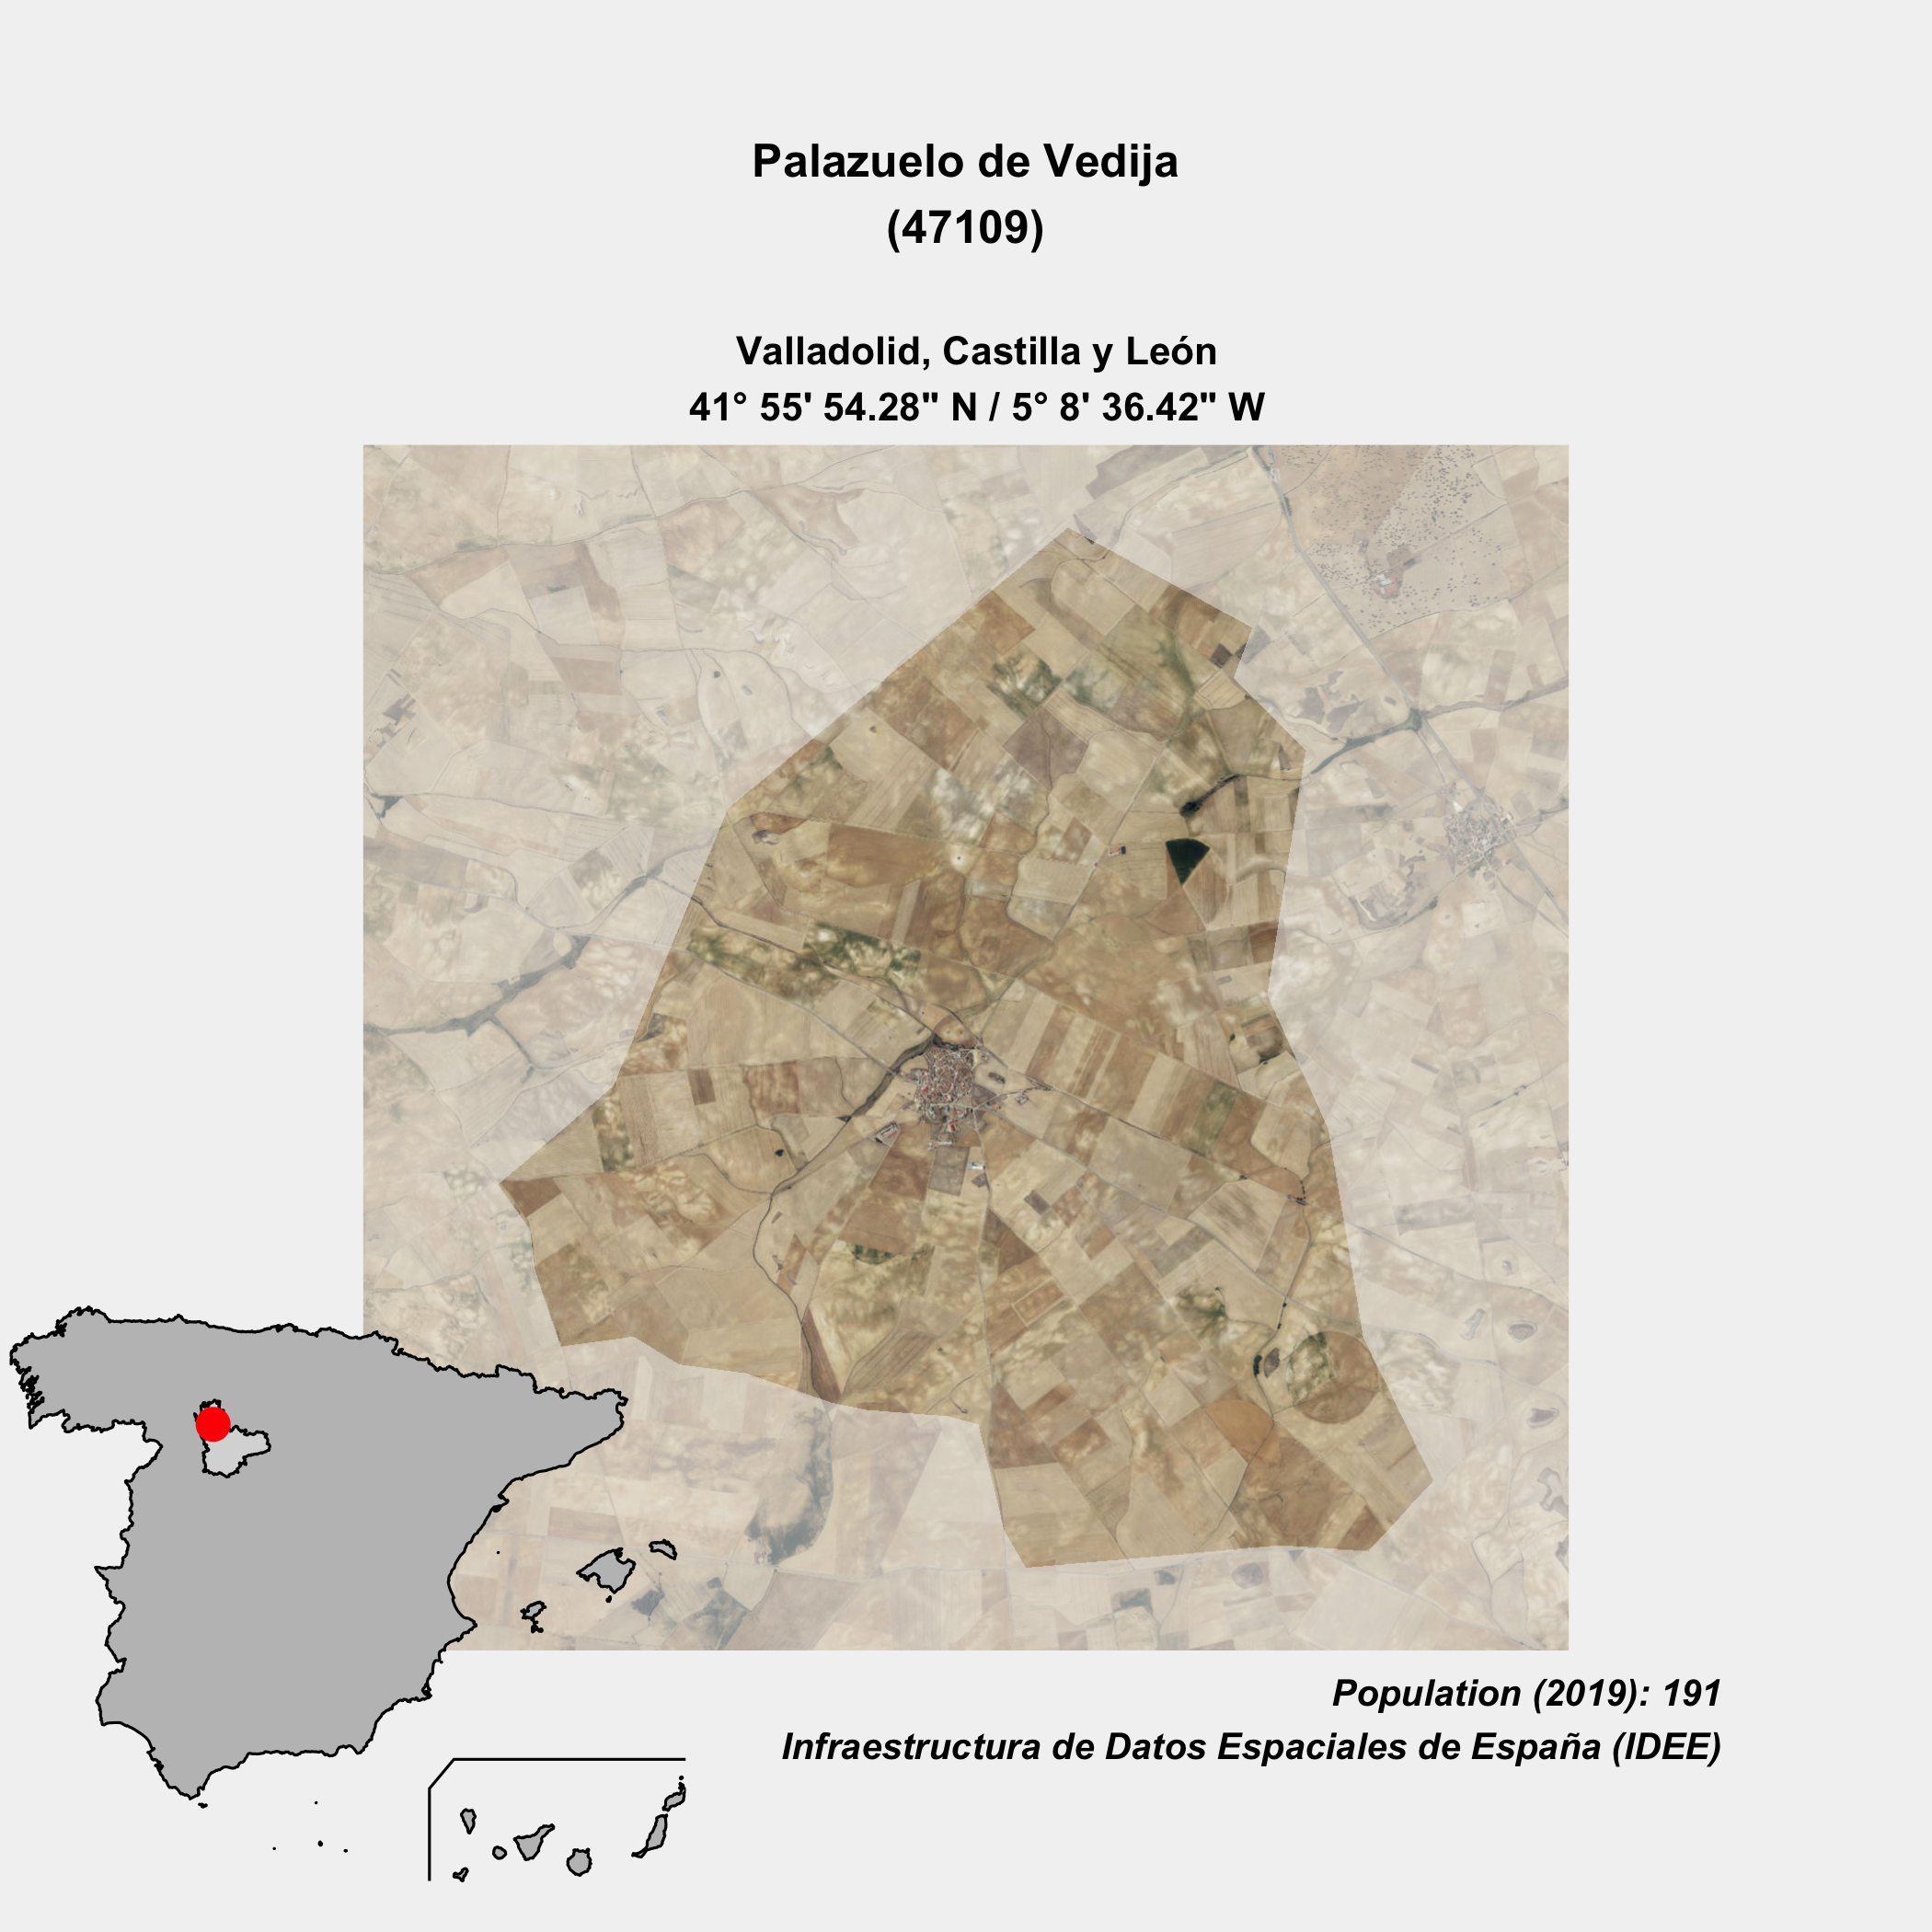 Palazuelo de Vedija
(47109)
Valladolid, Castilla y León
41° 55' 54.28" N / 5° 8' 36.42" W
Population (2019): 191
Infraestructura de Datos Espaciales de España (IDEE)